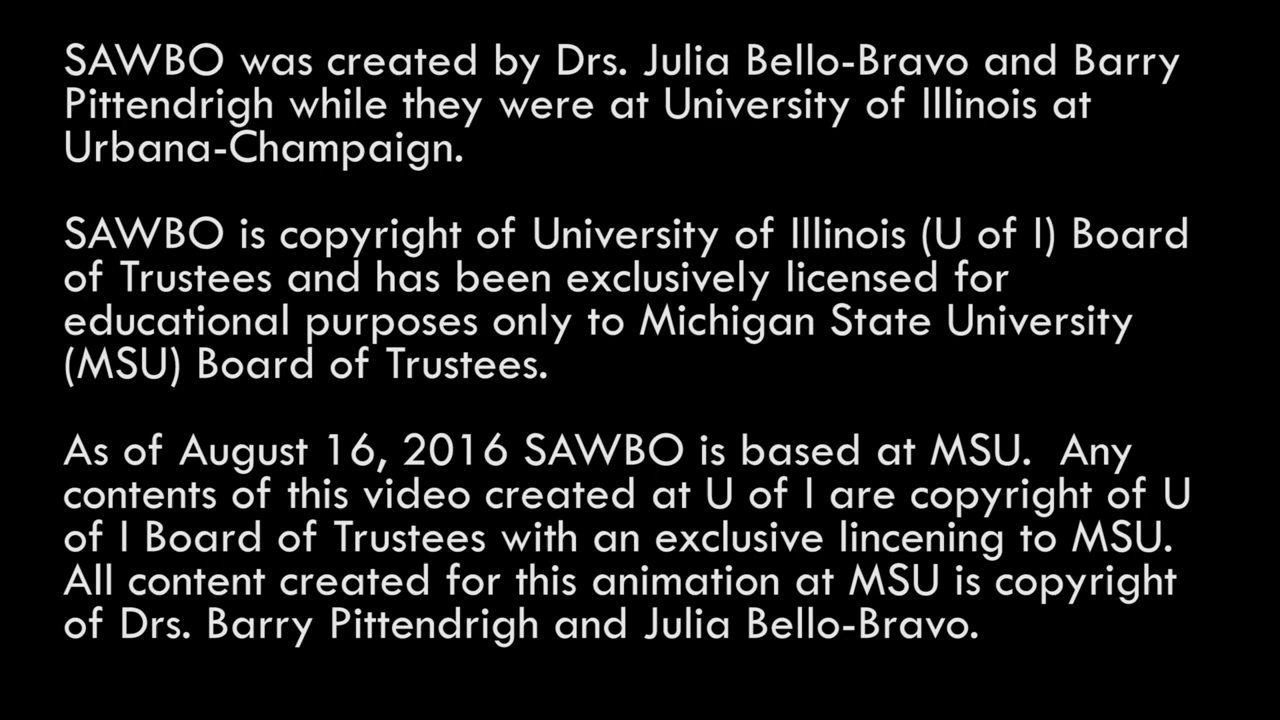 SAWBO was created by Drs. Julia Bello-Bravo and Barry
Pittendrigh while they were at University of Illinois at
Urbana-Champaign.
SAWBO is copyright of University of Illinois (U of I) Board
of Trustees and has been exclusively licensed for
educational purposes only to Michigan State University
(MSU) Board of Trustees.
As of August 16, 2016 SAWBO is based at MSU.  Any
contents of this video created at U of I are copyright of U
of I Board of Trustees with an exclusive lincening to MSU.
All content created for this animation at MSU is copyright
of Drs. Barry Pittendrigh and Julia Bello-Bravo.